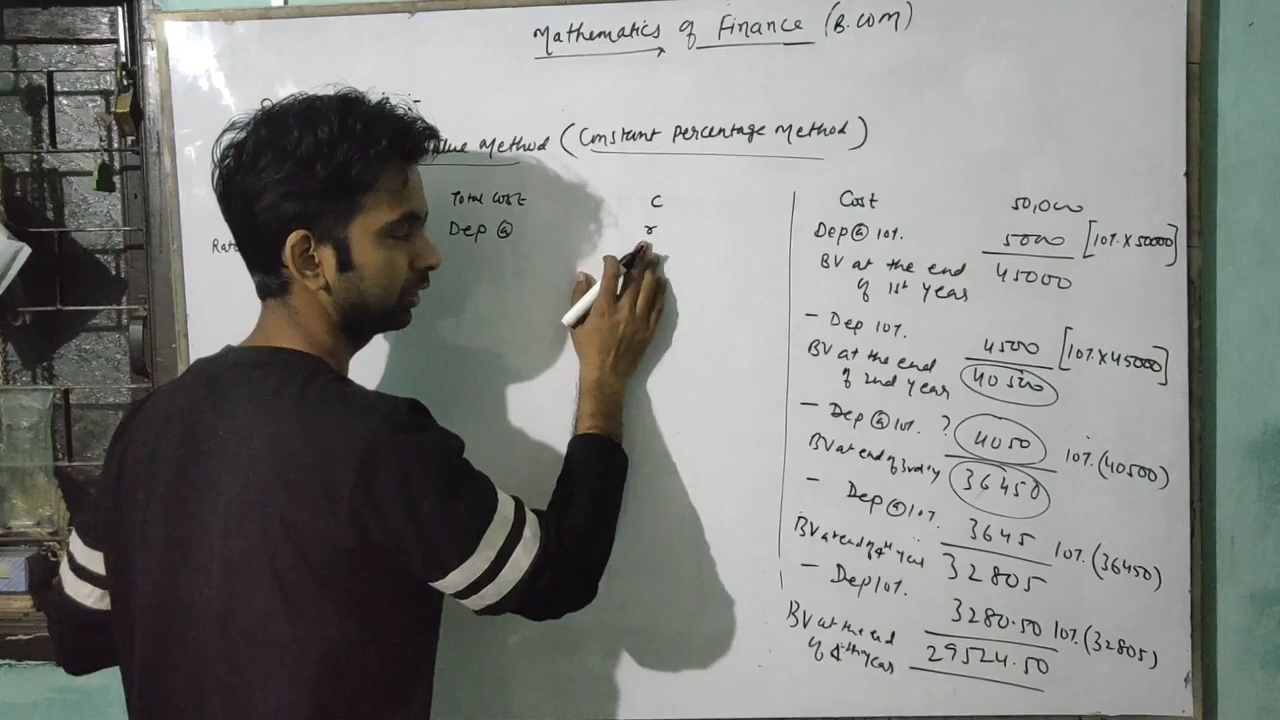 Mathematics of Finance (B.COM)
Value Method (Constant Percentage Method)
Total Cost C
Dep @ r
Rate
Cost 50,000
Dep @ 10%. 5000 [10%. X 50000]
BV at the end of 1st Year 45000
- Dep 10%. 4500 [10%. X 45000]
BV at the end of 2nd Year 40500
- Dep @ 10%. ? 4050 10%. (40500)
BV at end of 3rd y 36450
- Dep @ 10%. 3645 10%. (36450)
BV at end of 4th year 32805
- Dep 10%. 3280.50 10%. (32805)
BV at the end of year 29524.50